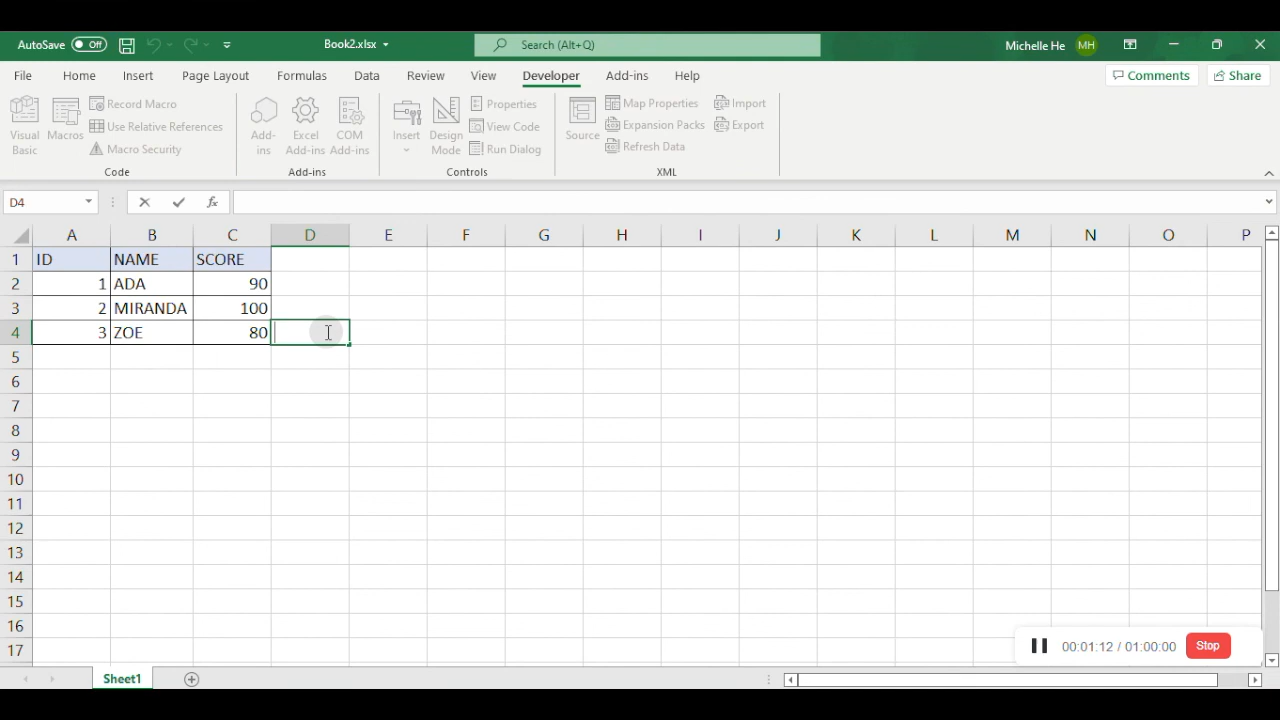 AutoSave Off Book2.xlsx Search (Alt+Q) Michelle He MH
File Home Insert Page Layout Formulas Data Review View Developer Add-ins Help Comments Share
Visual Basic
Macros
Record Macro
Use Relative References
Macro Security
Code
Add-ins
Excel Add-ins
COM Add-ins
Add-ins
Insert
Design Mode
Properties
View Code
Run Dialog
Controls
Source
Map Properties
Expansion Packs
Refresh Data
Import
Export
XML
D4 fx
A B C D E F G H I J K L M N O P
1 ID NAME SCORE
2 1 ADA 90
3 2 MIRANDA 100
4 3 ZOE 80
5
6
7
8
9
10
11
12
13
14
15
16
17
00:01:12 / 01:00:00 Stop
Sheet1